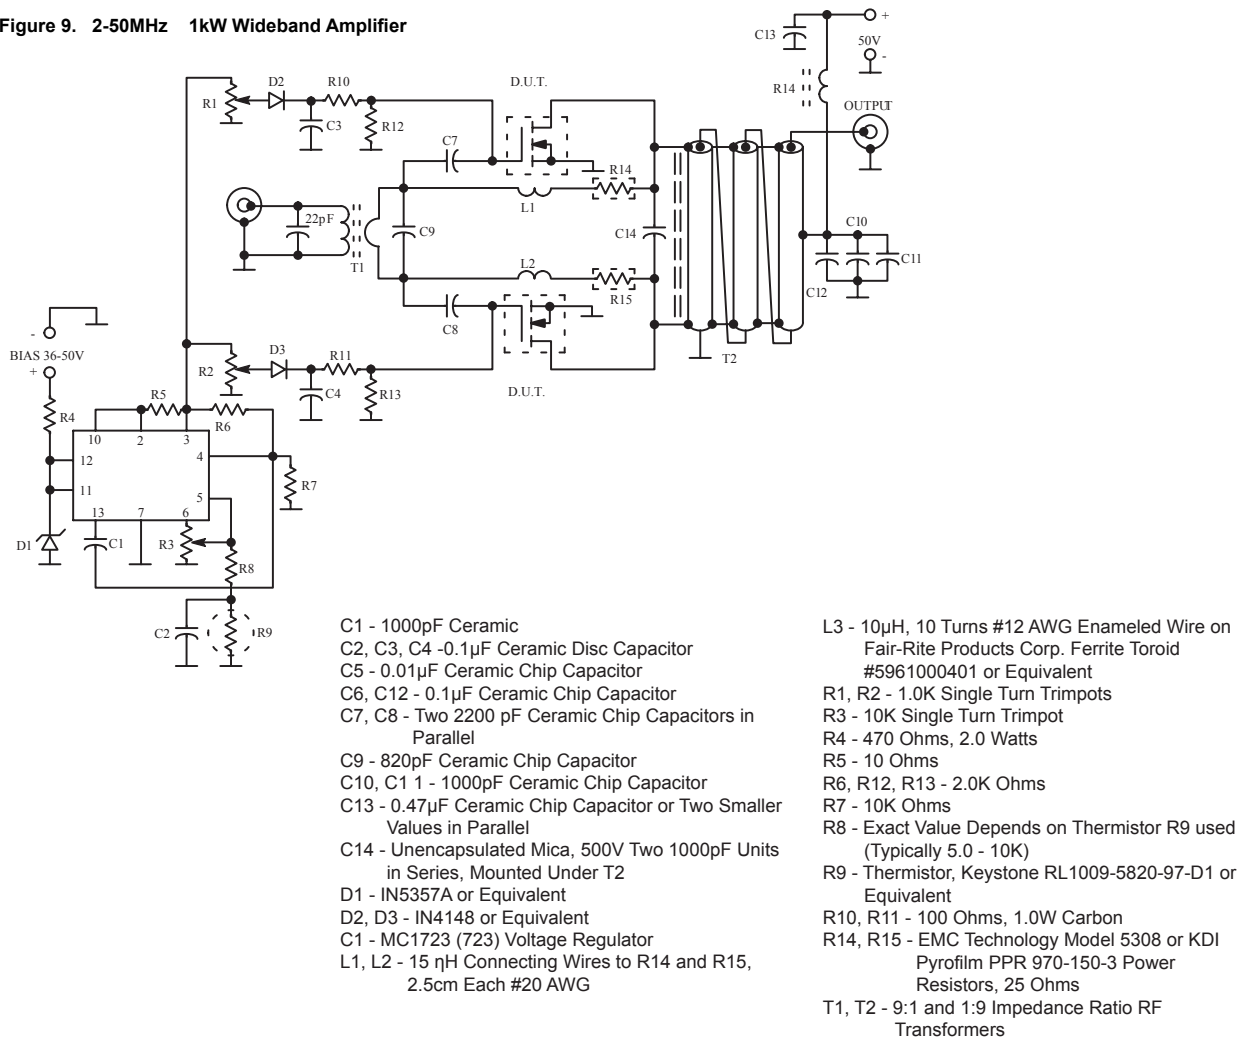 Figure 9. 2-50MHz 1kW Wideband Amplifier
C13
+
50V
-
R14
OUTPUT
D2
R10
D.U.T.
R1
C3
R12
C7
R14
L1
22pF
T1
C9
C14
C10
C11
C12
L2
R15
C8
T2
-
BIAS 36-50V
+
D3
R11
R2
C4
R13
D.U.T.
R4
R5
R6
10
2
3
12
4
11
5
R7
13
7
6
D1
C1
R3
R8
C2
R9
C1 - 1000pF Ceramic
C2, C3, C4 -0.1µF Ceramic Disc Capacitor
C5 - 0.01µF Ceramic Chip Capacitor
C6, C12 - 0.1µF Ceramic Chip Capacitor
C7, C8 - Two 2200 pF Ceramic Chip Capacitors in
Parallel
C9 - 820pF Ceramic Chip Capacitor
C10, C1 1 - 1000pF Ceramic Chip Capacitor
C13 - 0.47µF Ceramic Chip Capacitor or Two Smaller
Values in Parallel
C14 - Unencapsulated Mica, 500V Two 1000pF Units
in Series, Mounted Under T2
D1 - IN5357A or Equivalent
D2, D3 - IN4148 or Equivalent
C1 - MC1723 (723) Voltage Regulator
L1, L2 - 15 ηH Connecting Wires to R14 and R15,
2.5cm Each #20 AWG
L3 - 10µH, 10 Turns #12 AWG Enameled Wire on
Fair-Rite Products Corp. Ferrite Toroid
#5961000401 or Equivalent
R1, R2 - 1.0K Single Turn Trimpots
R3 - 10K Single Turn Trimpot
R4 - 470 Ohms, 2.0 Watts
R5 - 10 Ohms
R6, R12, R13 - 2.0K Ohms
R7 - 10K Ohms
R8 - Exact Value Depends on Thermistor R9 used
(Typically 5.0 - 10K)
R9 - Thermistor, Keystone RL1009-5820-97-D1 or
Equivalent
R10, R11 - 100 Ohms, 1.0W Carbon
R14, R15 - EMC Technology Model 5308 or KDI
Pyrofilm PPR 970-150-3 Power
Resistors, 25 Ohms
T1, T2 - 9:1 and 1:9 Impedance Ratio RF
Transformers